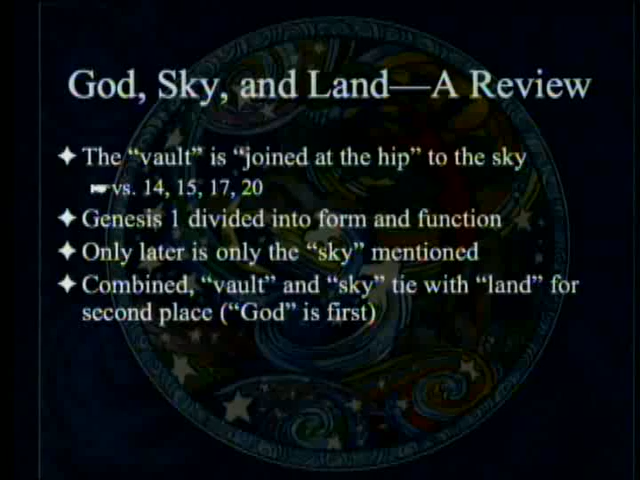 God, Sky, and Land—A Review
The “vault” is “joined at the hip” to the sky
vs. 14, 15, 17, 20
Genesis 1 divided into form and function
Only later is only the “sky” mentioned
Combined, “vault” and “sky” tie with “land” for
second place (“God” is first)